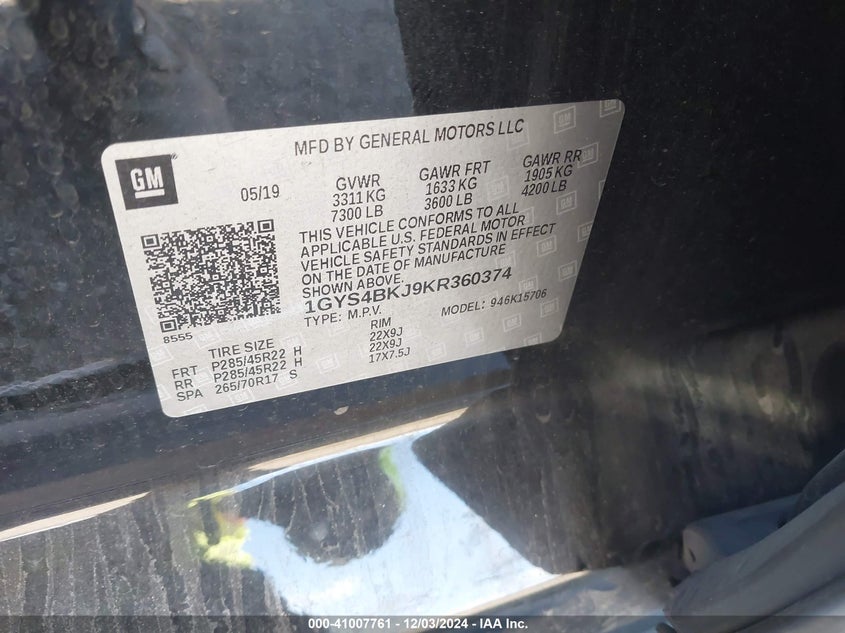 MFD BY GENERAL MOTORS LLC
GM
05/19
GVWR GAWR FRT GAWR RR
3311 KG 1633 KG 1905 KG
7300 LB 3600 LB 4200 LB
THIS VEHICLE CONFORMS TO ALL
APPLICABLE U.S. FEDERAL MOTOR
VEHICLE SAFETY STANDARDS IN EFFECT
ON THE DATE OF MANUFACTURE
SHOWN ABOVE.
1GYS4BKJ9KR360374
TYPE: M.P.V. MODEL: 946K15706
8555
TIRE SIZE RIM
FRT P285/45R22 H 22X9J
RR P285/45R22 H 22X9J
SPA 265/70R17 S 17X7.5J
000-41007761 - 12/03/2024 - IAA Inc.